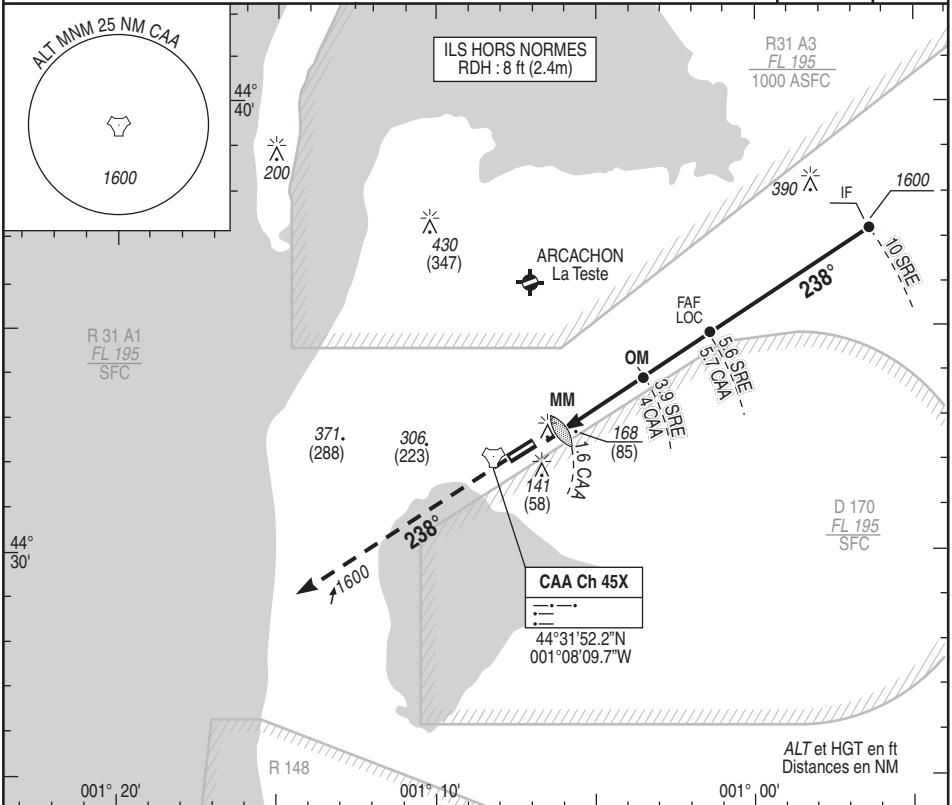 ALT MNM 25 NM CAA
1600
44°
40'
200
ILS HORS NORMES
RDH : 8 ft (2.4m)
R31 A3
FL 195
1000 ASFC
390
IF
1600
10 SRE
430
(347)
ARCACHON
La Teste
238°
FAF
LOC
5.6 SRE
5.7 CAA
R 31 A1
FL 195
SFC
OM
3.9 SRE
4 CAA
MM
168
(85)
1.6 CAA
371
(288)
306
(223)
141
(58)
D 170
FL 195
SFC
238°
44°
30'
1600
CAA Ch 45X
44°31'52.2"N
001°08'09.7"W
ALT et HGT en ft
Distances en NM
R 148
001° 20'
001° 10'
001° 00'